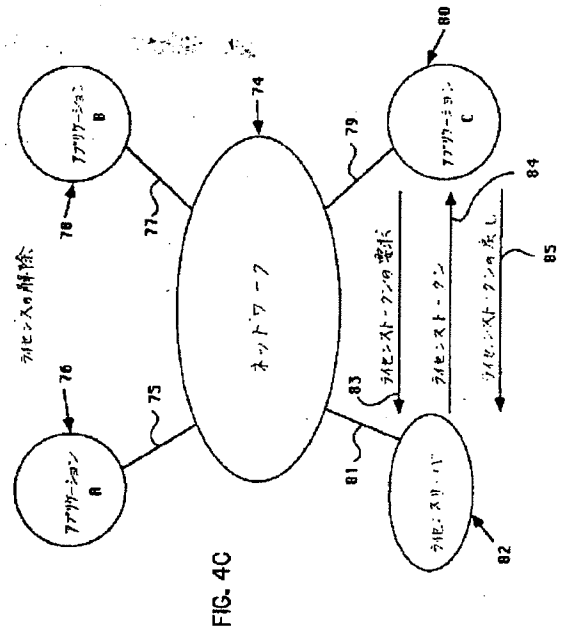 FIG. 4C
ライセンスの解除
76
アプリケーション
A
75
78
アプリケーション
B
77
ネットワーク
74
81
79
ライセンスサーバ
82
アプリケーション
C
80
83
ライセンストークンの要求
ライセンストークン
84
ライセンストークンの戻し
85